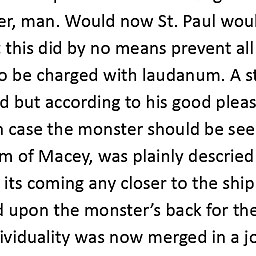 er, man. Would now St. Paul woul
this did by no means prevent all
o be charged with laudanum. A st
d but according to his good pleas
n case the monster should be see
m of Macey, was plainly descried
its coming any closer to the ship
d upon the monster’s back for the
ividuality was now merged in a jo